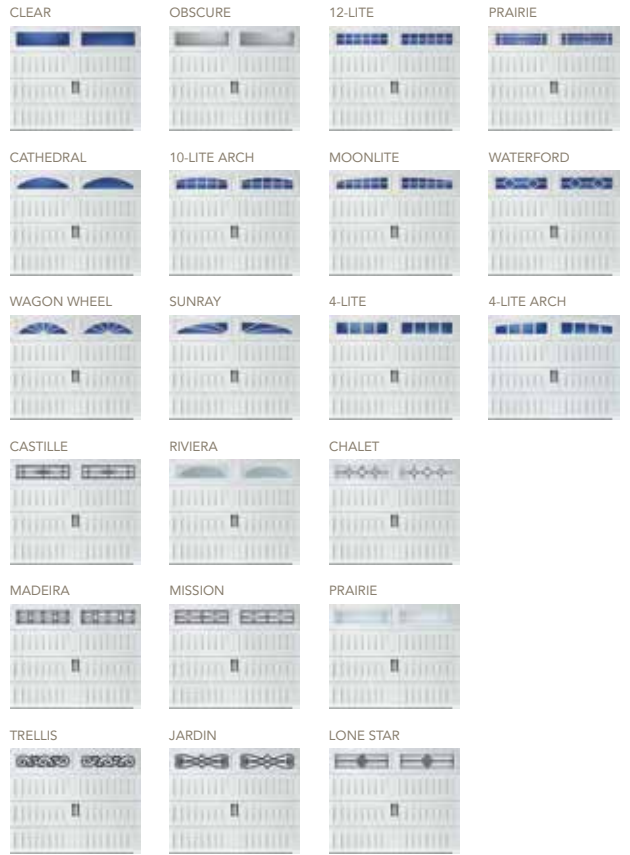 CLEAR
OBSCURE
12-LITE
PRAIRIE
CATHEDRAL
10-LITE ARCH
MOONLITE
WATERFORD
WAGON WHEEL
SUNRAY
4-LITE
4-LITE ARCH
CASTILLE
RIVIERA
CHALET
MADEIRA
MISSION
PRAIRIE
TRELLIS
JARDIN
LONE STAR